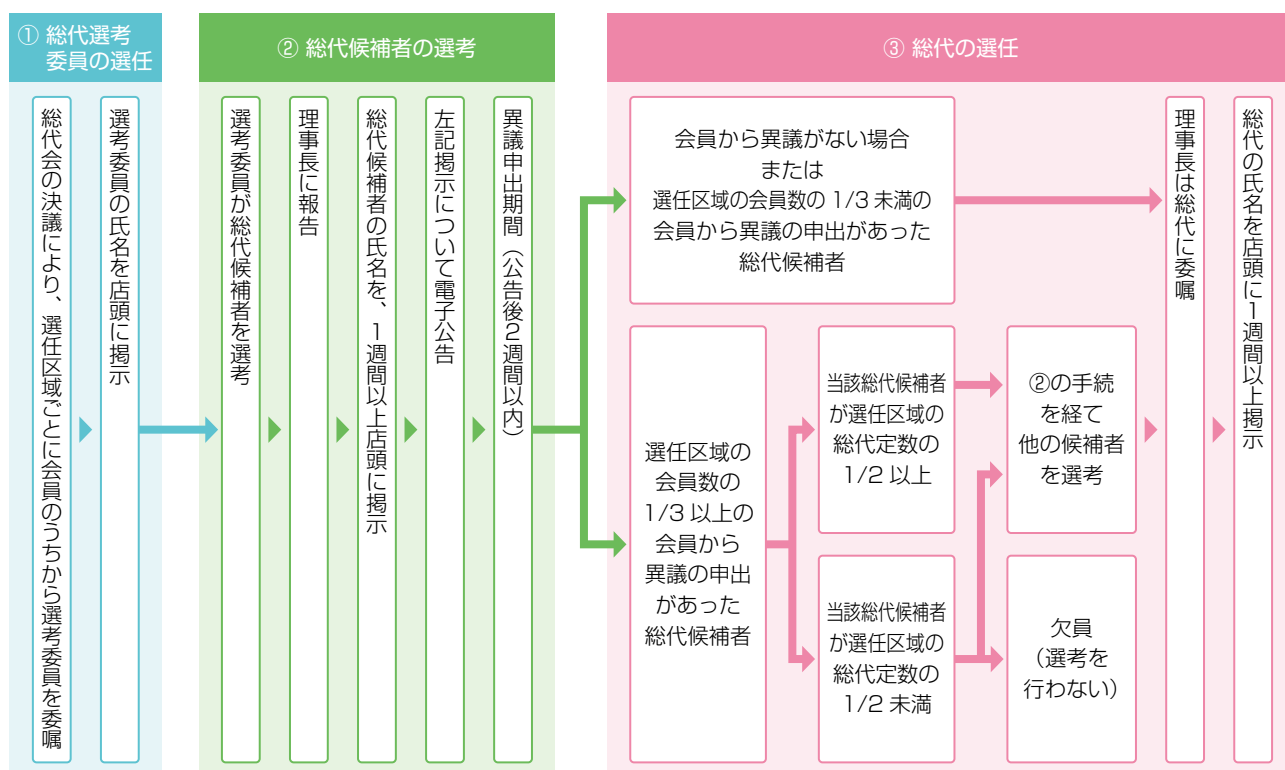 ① 総代選考
委員の選任
総代会の決議により、選任区域ごとに会員のうちから選考委員を委嘱
選考委員の氏名を店頭に掲示
② 総代候補者の選考
選考委員が総代候補者を選考
理事長に報告
総代候補者の氏名を、1週間以上店頭に掲示
左記掲示について電子公告
異議申出期間（公告後2週間以内）
③ 総代の選任
会員から異議がない場合
または
選任区域の会員数の 1/3 未満の
会員から異議の申出があった
総代候補者
選任区域の
会員数の
1/3 以上の
会員から
異議の申出
があった
総代候補者
当該総代候補者
が選任区域の
総代定数の
1/2 以上
当該総代候補者
が選任区域の
総代定数の
1/2 未満
②の手続
を経て
他の候補者
を選考
欠員
（選考を
行わない）
理事長は総代に委嘱
総代の氏名を店頭に1週間以上掲示